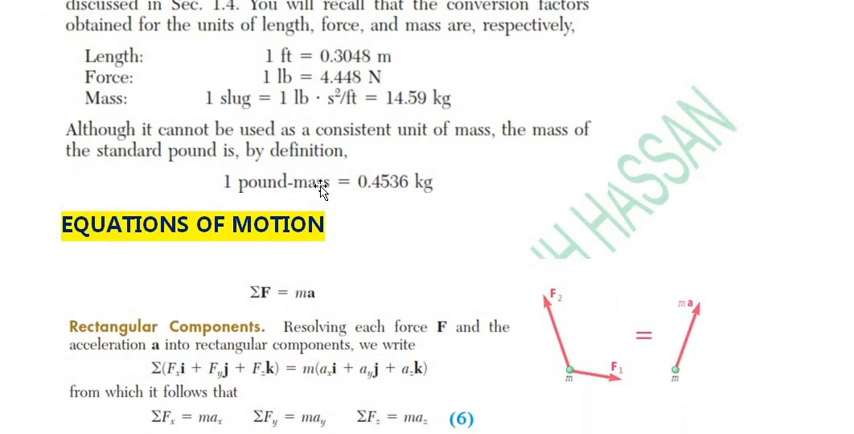 discussed in Sec. 1.4. You will recall that the conversion factors
obtained for the units of length, force, and mass are, respectively,
Length: 1 ft = 0.3048 m
Force: 1 lb = 4.448 N
Mass: 1 slug = 1 lb · s²/ft = 14.59 kg
Although it cannot be used as a consistent unit of mass, the mass of
the standard pound is, by definition,
1 pound-mass = 0.4536 kg
EQUATIONS OF MOTION
ΣF = ma
Rectangular Components. Resolving each force F and the
acceleration a into rectangular components, we write
Σ(Fₓi + Fᵧj + F_zk) = m(aₓi + aᵧj + a_zk)
from which it follows that
ΣFₓ = maₓ ΣFᵧ = maᵧ ΣF_z = ma_z (6)
F₂
F₁
m
=
ma
m
HASSAN